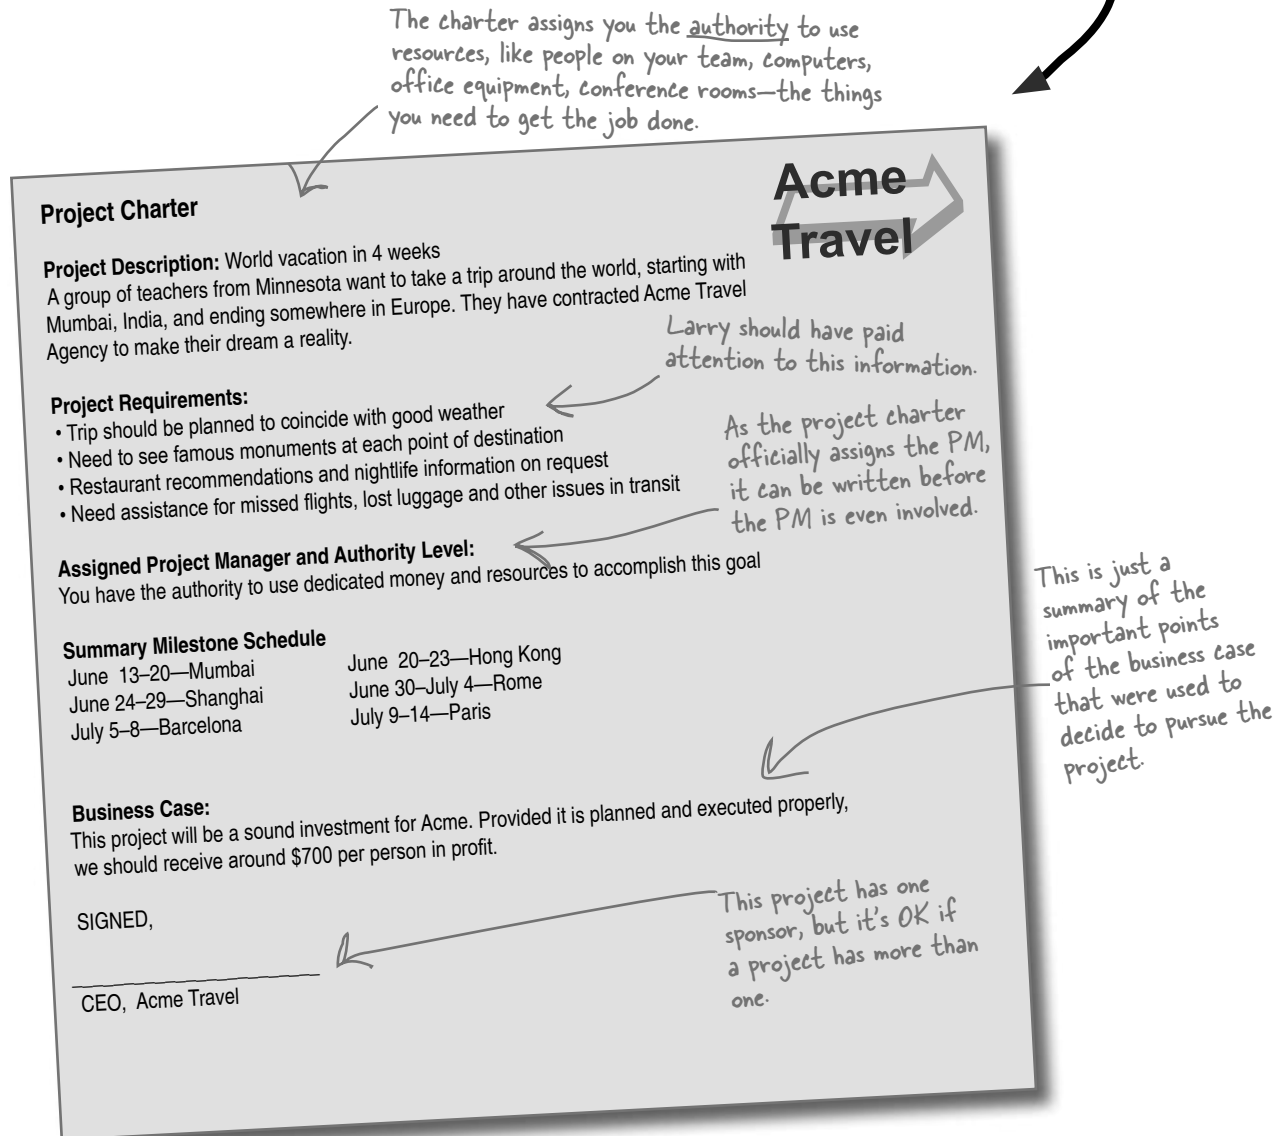 The charter assigns you the authority to use
resources, like people on your team, computers,
office equipment, conference rooms—the things
you need to get the job done.
Acme
Travel
Project Charter
Project Description: World vacation in 4 weeks
A group of teachers from Minnesota want to take a trip around the world, starting with
Mumbai, India, and ending somewhere in Europe. They have contracted Acme Travel
Agency to make their dream a reality.
Larry should have paid
attention to this information.
Project Requirements:
• Trip should be planned to coincide with good weather
• Need to see famous monuments at each point of destination
• Restaurant recommendations and nightlife information on request
• Need assistance for missed flights, lost luggage and other issues in transit
As the project charter
officially assigns the PM,
it can be written before
the PM is even involved.
Assigned Project Manager and Authority Level:
You have the authority to use dedicated money and resources to accomplish this goal
Summary Milestone Schedule
June 13–20—Mumbai
June 20–23—Hong Kong
June 24–29—Shanghai
June 30–July 4—Rome
July 5–8—Barcelona
July 9–14—Paris
This is just a
summary of the
important points
of the business case
that were used to
decide to pursue the
project.
Business Case:
This project will be a sound investment for Acme. Provided it is planned and executed properly,
we should receive around $700 per person in profit.
SIGNED,
CEO, Acme Travel
This project has one
sponsor, but it's OK if
a project has more than
one.